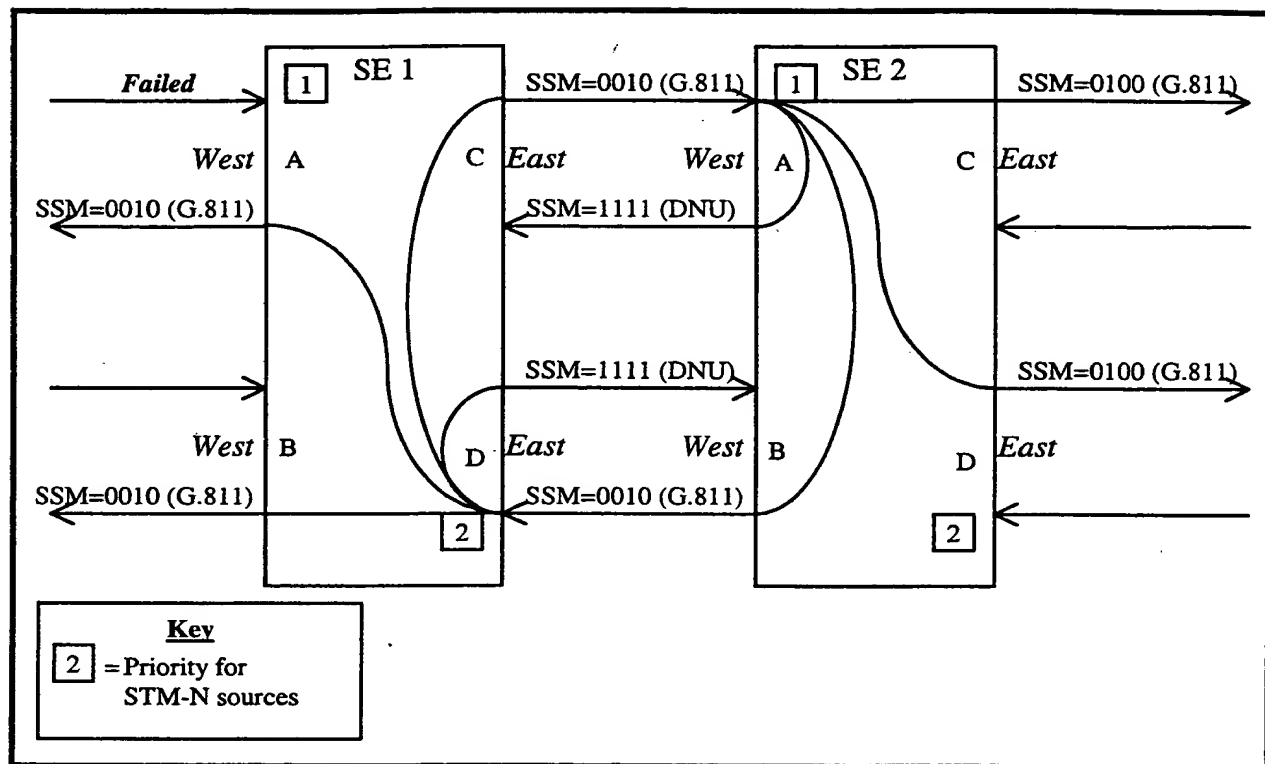 SE 1
SE 2
1
1
Failed
SSM=0010 (G.811)
SSM=0100 (G.811)
West
A
C
East
West
A
C
East
SSM=0010 (G.811)
SSM=1111 (DNU)
SSM=1111 (DNU)
SSM=0100 (G.811)
West
B
D
East
West
B
D
East
SSM=0010 (G.811)
SSM=0010 (G.811)
2
2
Key
2 = Priority for
STM-N sources